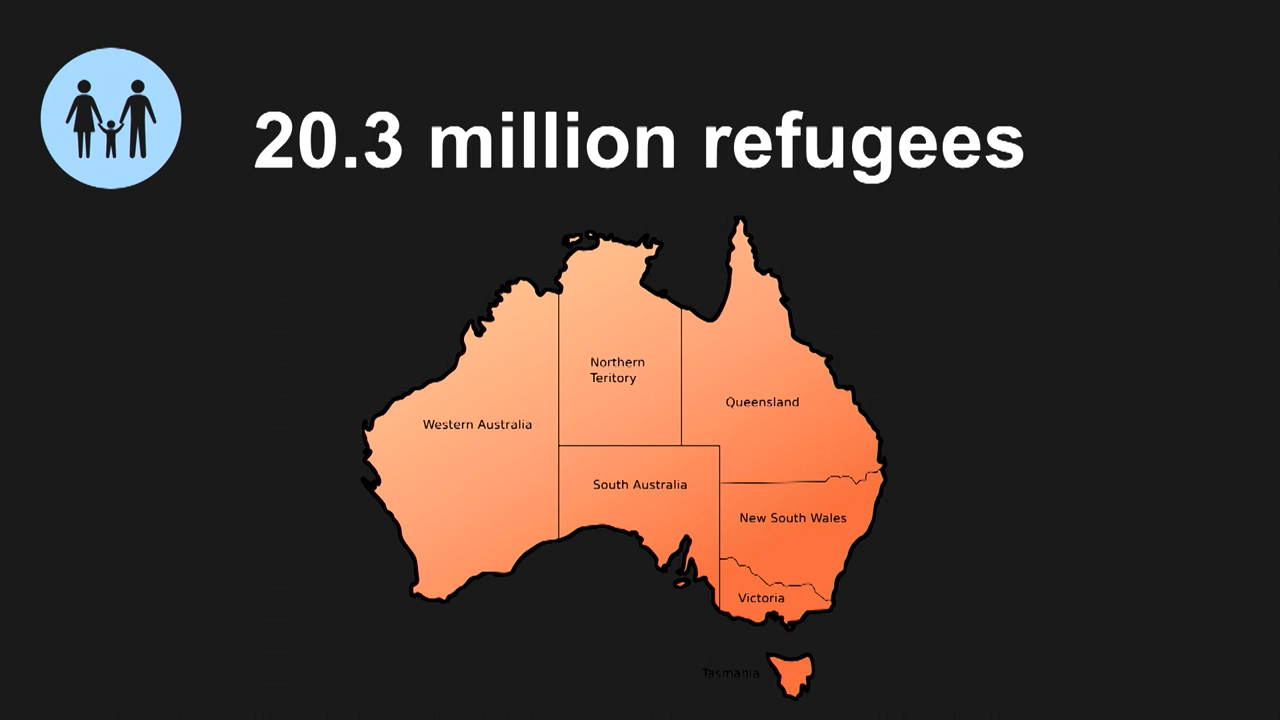 20.3 million refugees
Northern
Teritory
Queensland
Western Australia
South Australia
New South Wales
Victoria
Tasmania